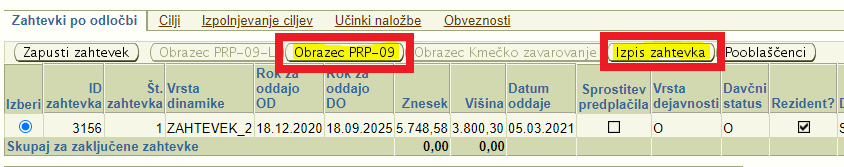 Zahtevki po odločbi Cilji Izpolnjevanje ciljev Učinki naložbe Obveznosti
Zapusti zahtevek Obrazec PRP-09-L Obrazec PRP-09 Obrazec Kmečko zavarovanje Izpis zahtevka Pooblaščenci
Izberi ID zahtevka Št. zahtevka Vrsta dinamike Rok za oddajo OD Rok za oddajo DO Znesek Višina Datum oddaje Sprostitev predplačila Vrsta dejavnosti Davčni status Rezident?
3156 1 ZAHTEVEK_2 18.12.2020 18.09.2025 5.748,58 3.800,30 05.03.2021 O O
Skupaj za zaključene zahtevke 0,00 0,00